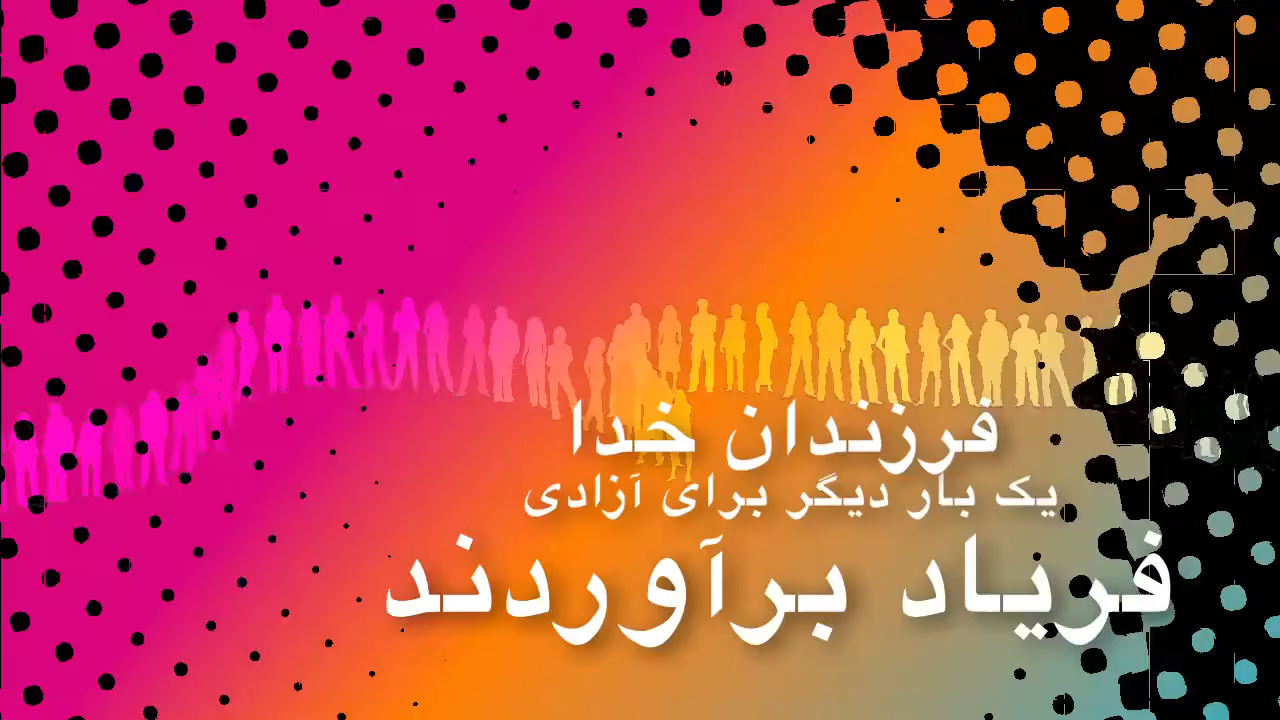 فرزندان خدا
یک بار دیگر برای آزادی
فریاد برآوردند